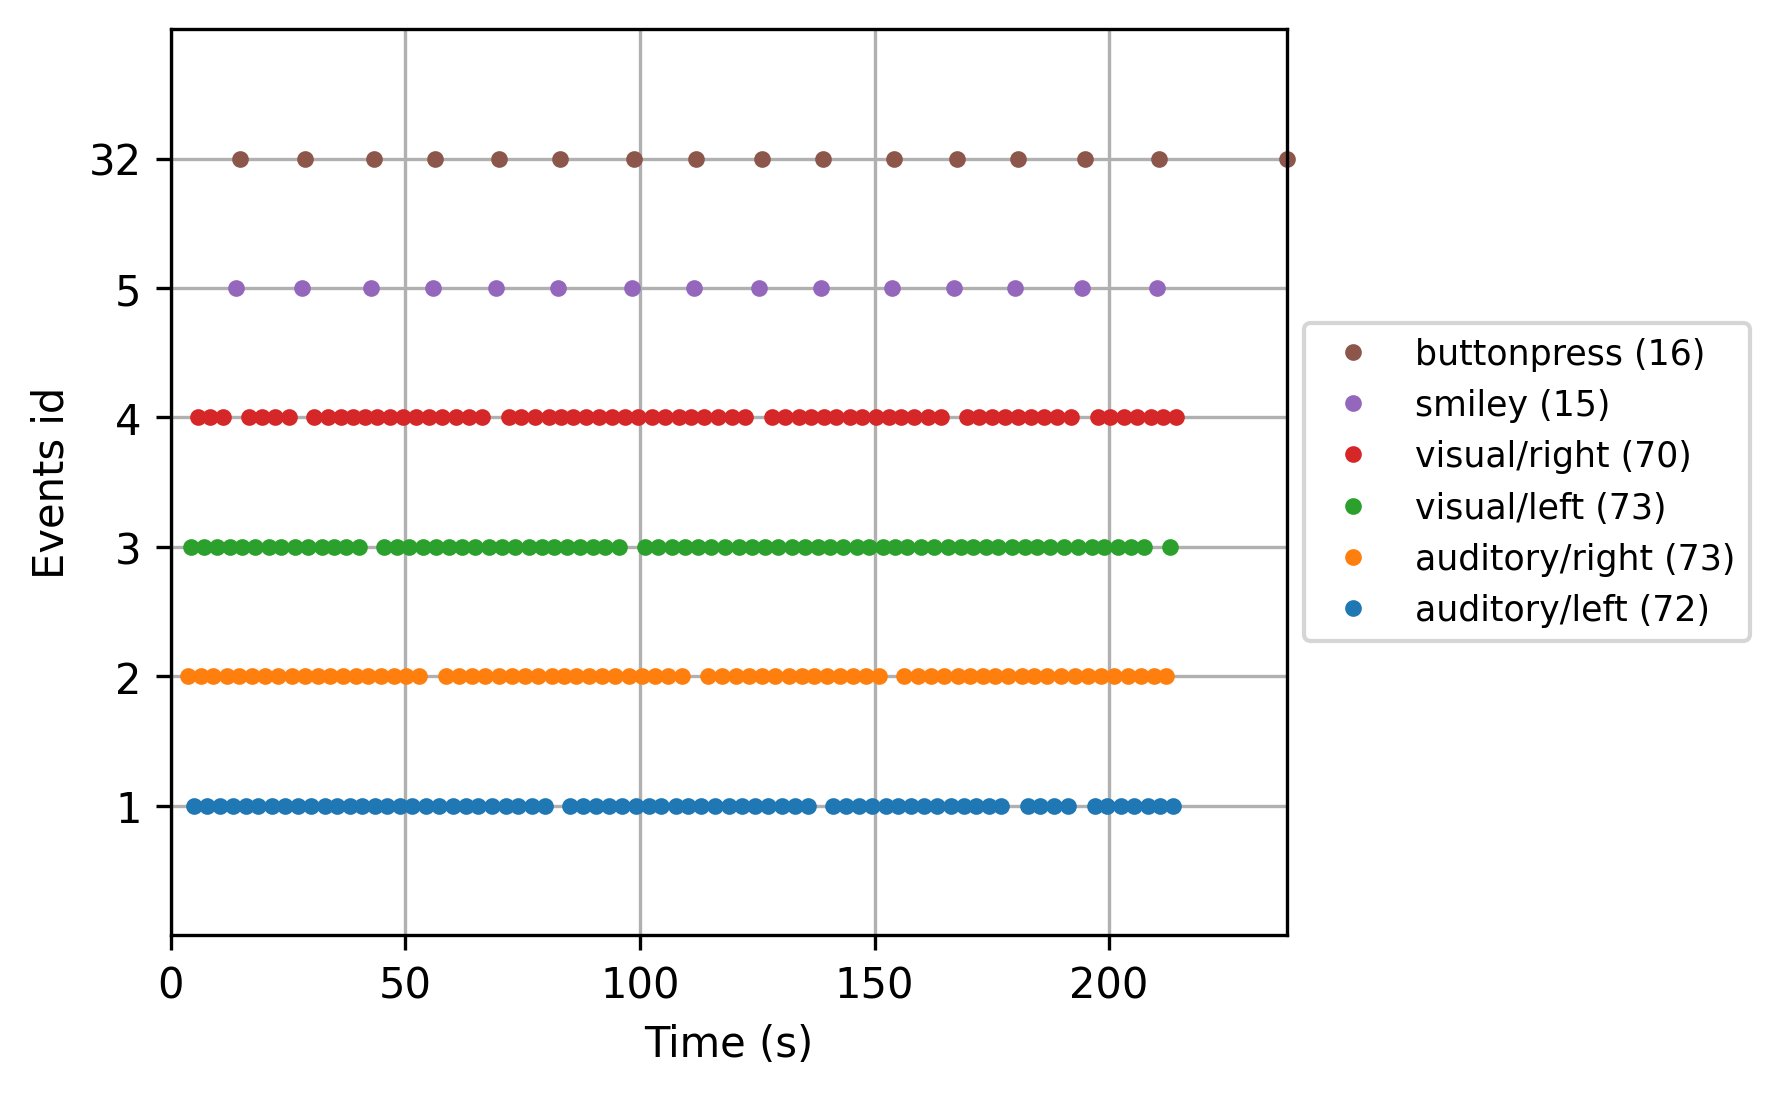 Events id
32
5
4
3
2
1
0
50
100
150
200
Time (s)
buttonpress (16)
smiley (15)
visual/right (70)
visual/left (73)
auditory/right (73)
auditory/left (72)